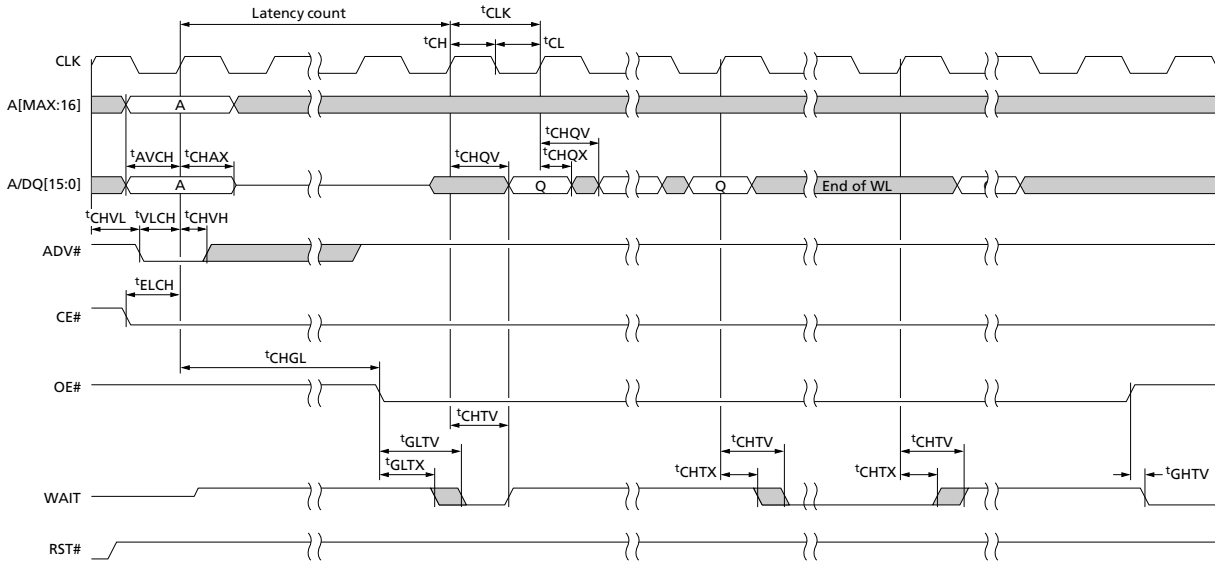 Latency count
tCLK
tCH
tCL
CLK
A[MAX:16]
A
tAVCH
tCHAX
tCHQV
tCHQV
tCHQX
A/DQ[15:0]
A
Q
Q
End of WL
tCHVL
tVLCH
tCHVH
ADV#
tELCH
CE#
tCHGL
OE#
tCHTV
tGLTV
tGLTX
tCHTV
tCHTX
tCHTV
tCHTX
tGHTV
WAIT
RST#